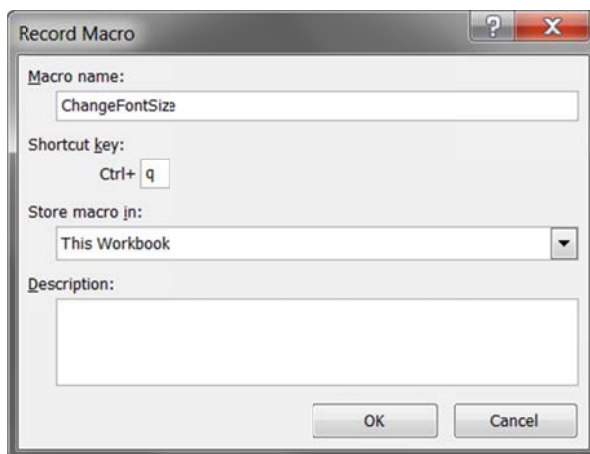 Record Macro
?
X
Macro name:
ChangeFontSize
Shortcut key:
Ctrl+ q
Store macro in:
This Workbook
Description:
OK Cancel